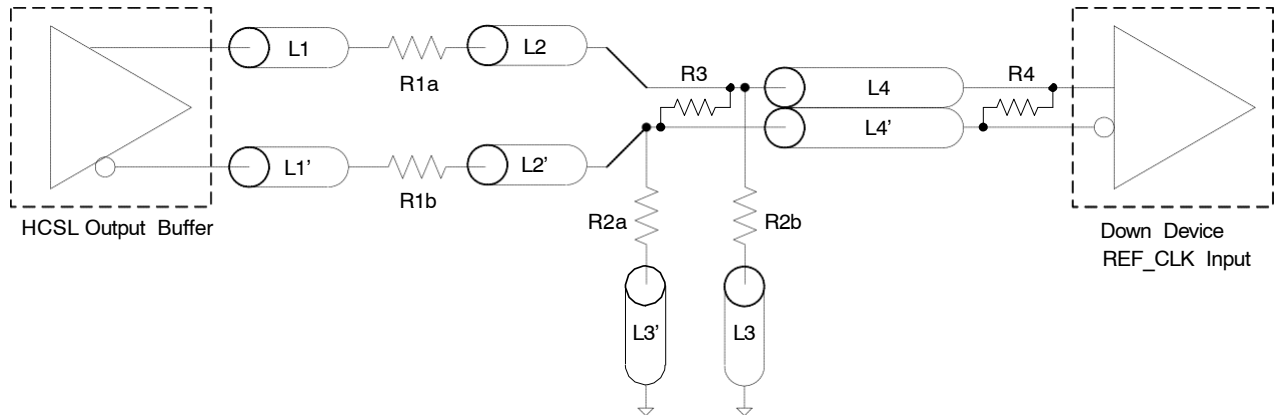 L1
R1a
L2
R3
L4
R4
L4'
L1'
R1b
L2'
R2a
R2b
HCSL Output Buffer
Down Device
REF_CLK Input
L3'
L3